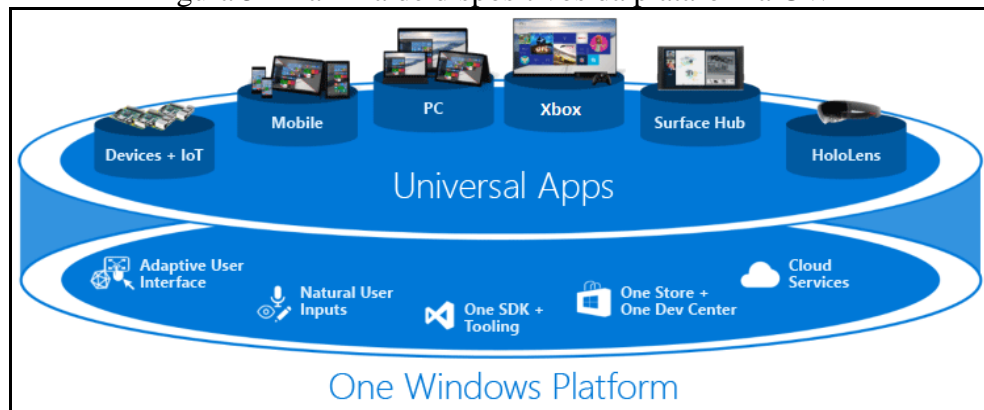 PC
Xbox
Mobile
Surface Hub
Devices + IoT
HoloLens
Universal Apps
Adaptive User
Interface
Natural User
Inputs
One SDK +
Tooling
One Store +
One Dev Center
Cloud
Services
One Windows Platform